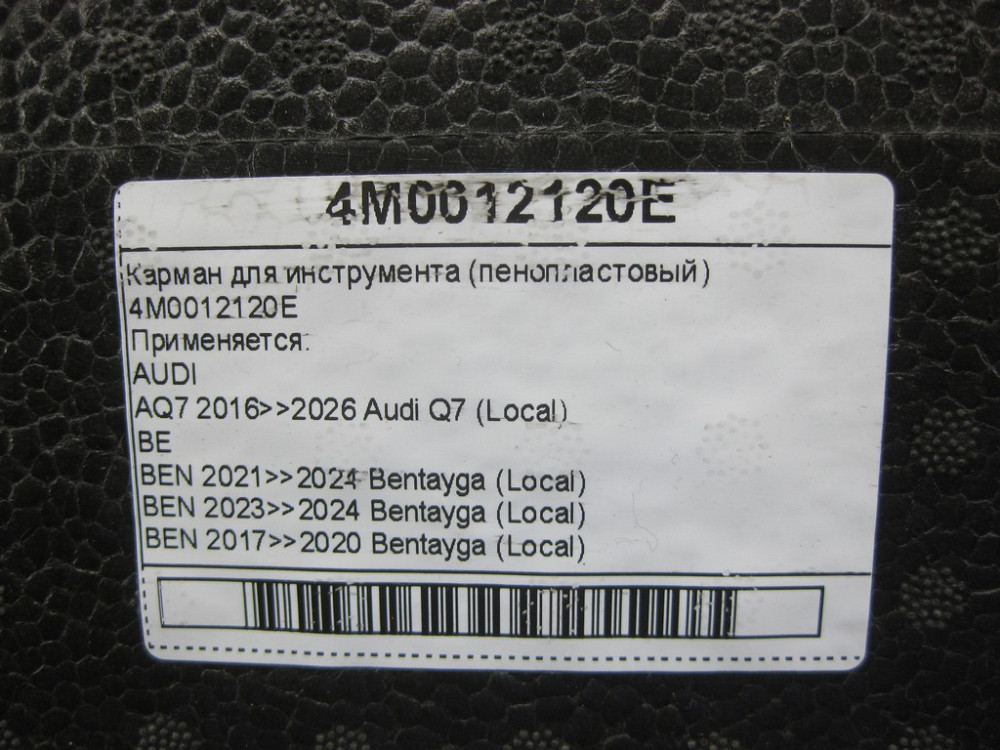 4M0012120E
Карман для инструмента (пенопластовый)
4M0012120E
Применяется:
AUDI
AQ7 2016>>2026 Audi Q7 (Local)
BE
BEN 2021>>2024 Bentayga (Local)
BEN 2023>>2024 Bentayga (Local)
BEN 2017>>2020 Bentayga (Local)